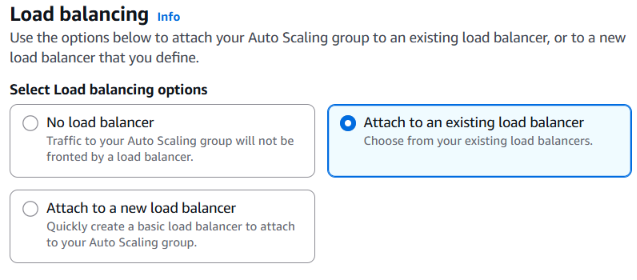 Load balancing Info
Use the options below to attach your Auto Scaling group to an existing load balancer, or to a new
load balancer that you define.
Select Load balancing options
No load balancer
Traffic to your Auto Scaling group will not be
fronted by a load balancer.
Attach to an existing load balancer
Choose from your existing load balancers.
Attach to a new load balancer
Quickly create a basic load balancer to attach
to your Auto Scaling group.